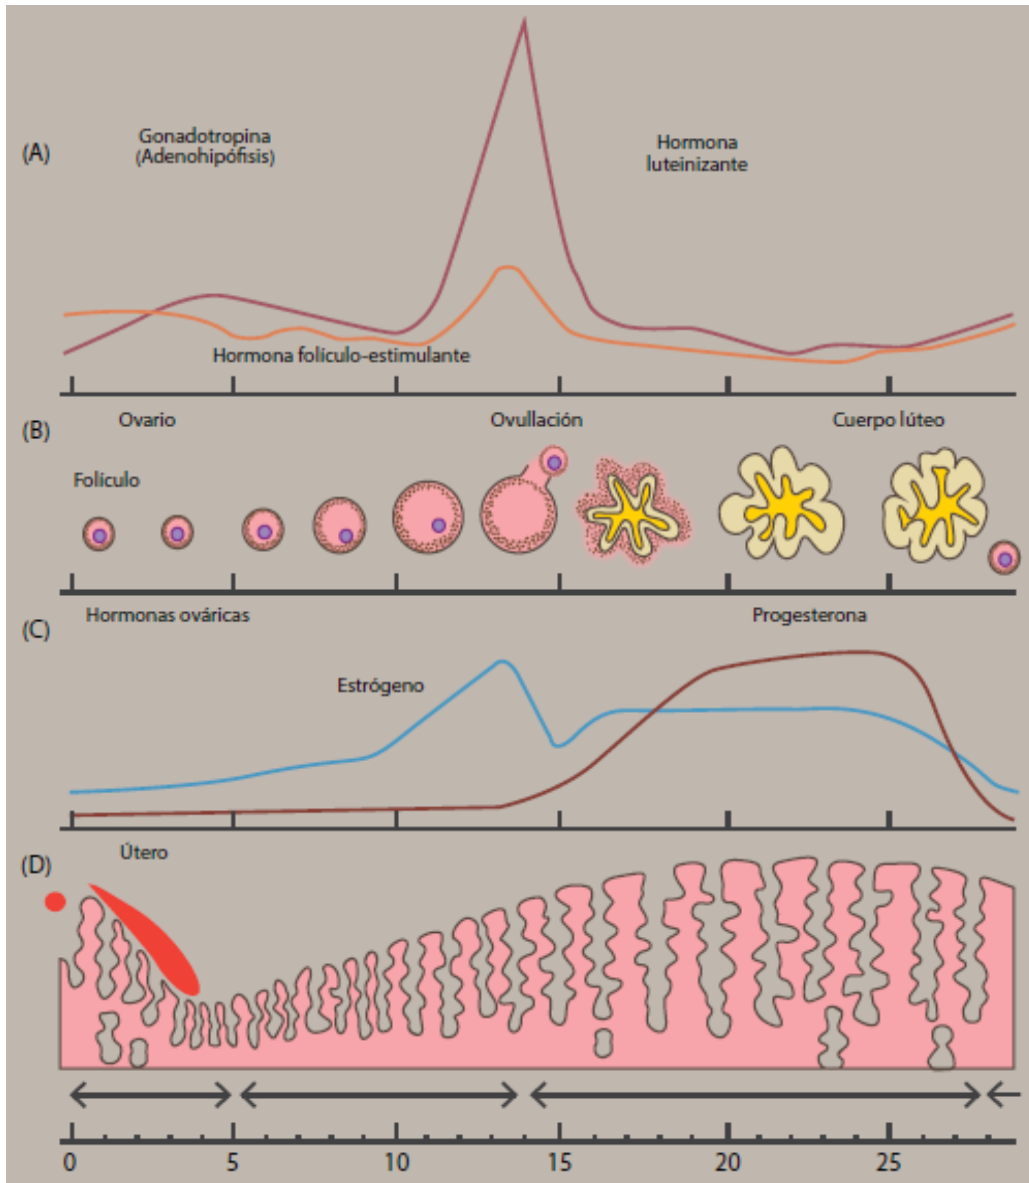 (A)
Gonadotropina
(Adenohipófisis)
Hormona
luteinizante
Hormona folículo-estimulante
(B)
Ovario
Ovullación
Cuerpo lúteo
Folículo
(C)
Hormonas ováricas
Progesterona
Estrógeno
(D)
Útero
0 5 10 15 20 25